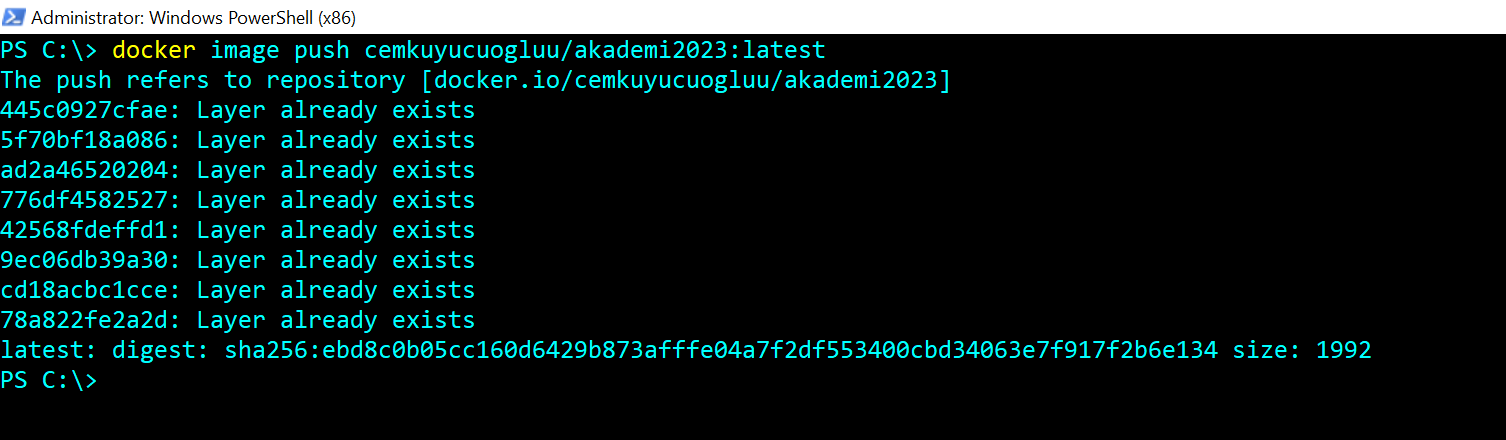 Administrator: Windows PowerShell (x86)
PS C:\> docker image push cemkuyucuogluu/akademi2023:latest
The push refers to repository [docker.io/cemkuyucuogluu/akademi2023]
445c0927cfae: Layer already exists
5f70bf18a086: Layer already exists
ad2a46520204: Layer already exists
776df4582527: Layer already exists
42568fdeffd1: Layer already exists
9ec06db39a30: Layer already exists
cd18acbc1cce: Layer already exists
78a822fe2a2d: Layer already exists
latest: digest: sha256:ebd8c0b05cc160d6429b873afffe04a7f2df553400cbd34063e7f917f2b6e134 size: 1992
PS C:\>